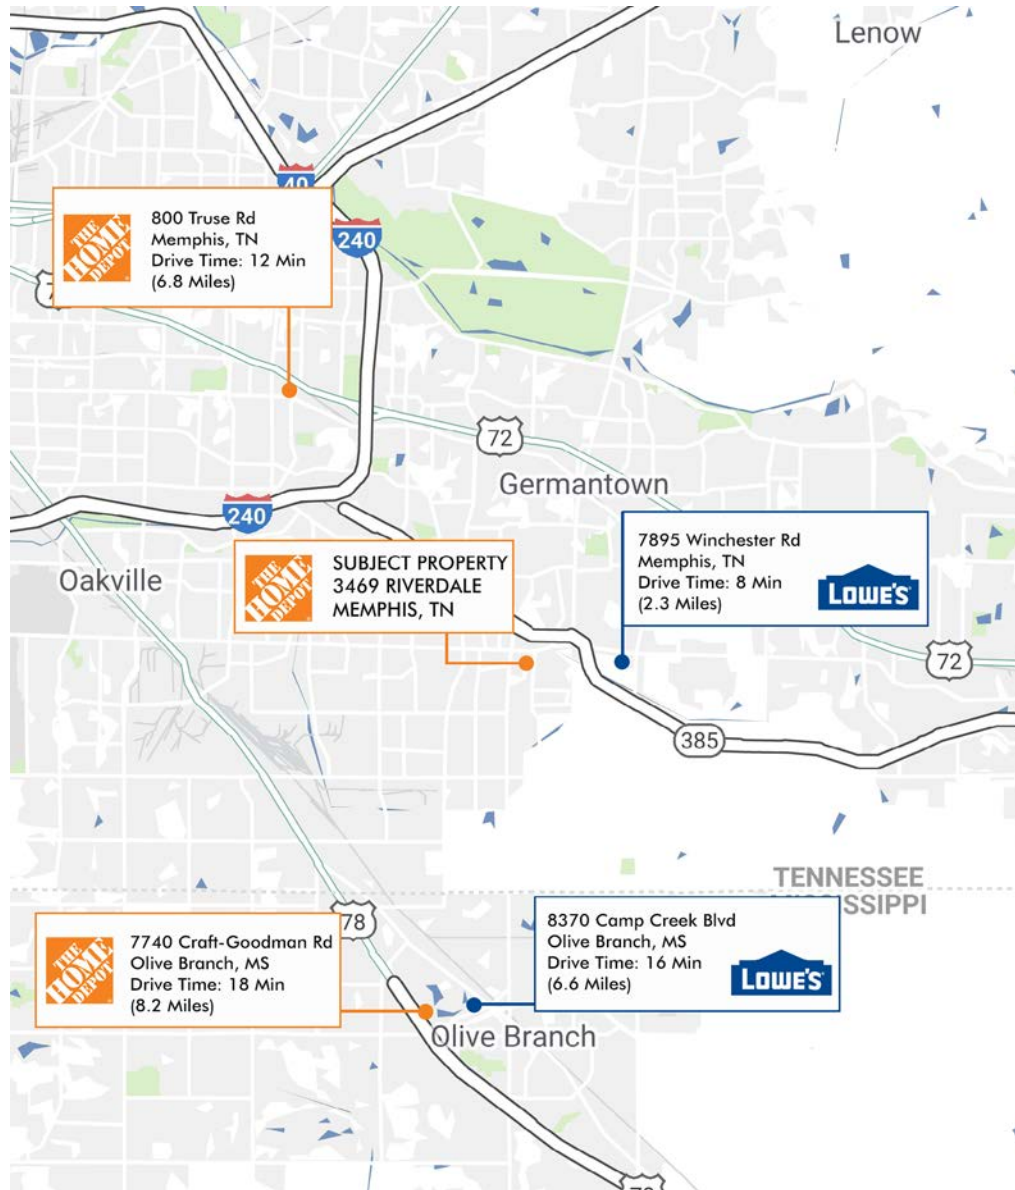 Lenow
40
800 Truse Rd
Memphis, TN
Drive Time: 12 Min
(6.8 Miles)
THE
HOME
DEPOT
240
72
Germantown
240
7895 Winchester Rd
Memphis, TN
Drive Time: 8 Min
(2.3 Miles)
LOWE'S
SUBJECT PROPERTY
3469 RIVERDALE
MEMPHIS, TN
THE
HOME
DEPOT
Oakville
72
385
TENNESSEE
SSIPPI
78
7740 Craft-Goodman Rd
Olive Branch, MS
Drive Time: 18 Min
(8.2 Miles)
THE
HOME
DEPOT
8370 Camp Creek Blvd
Olive Branch, MS
Drive Time: 16 Min
(6.6 Miles)
LOWE'S
Olive Branch